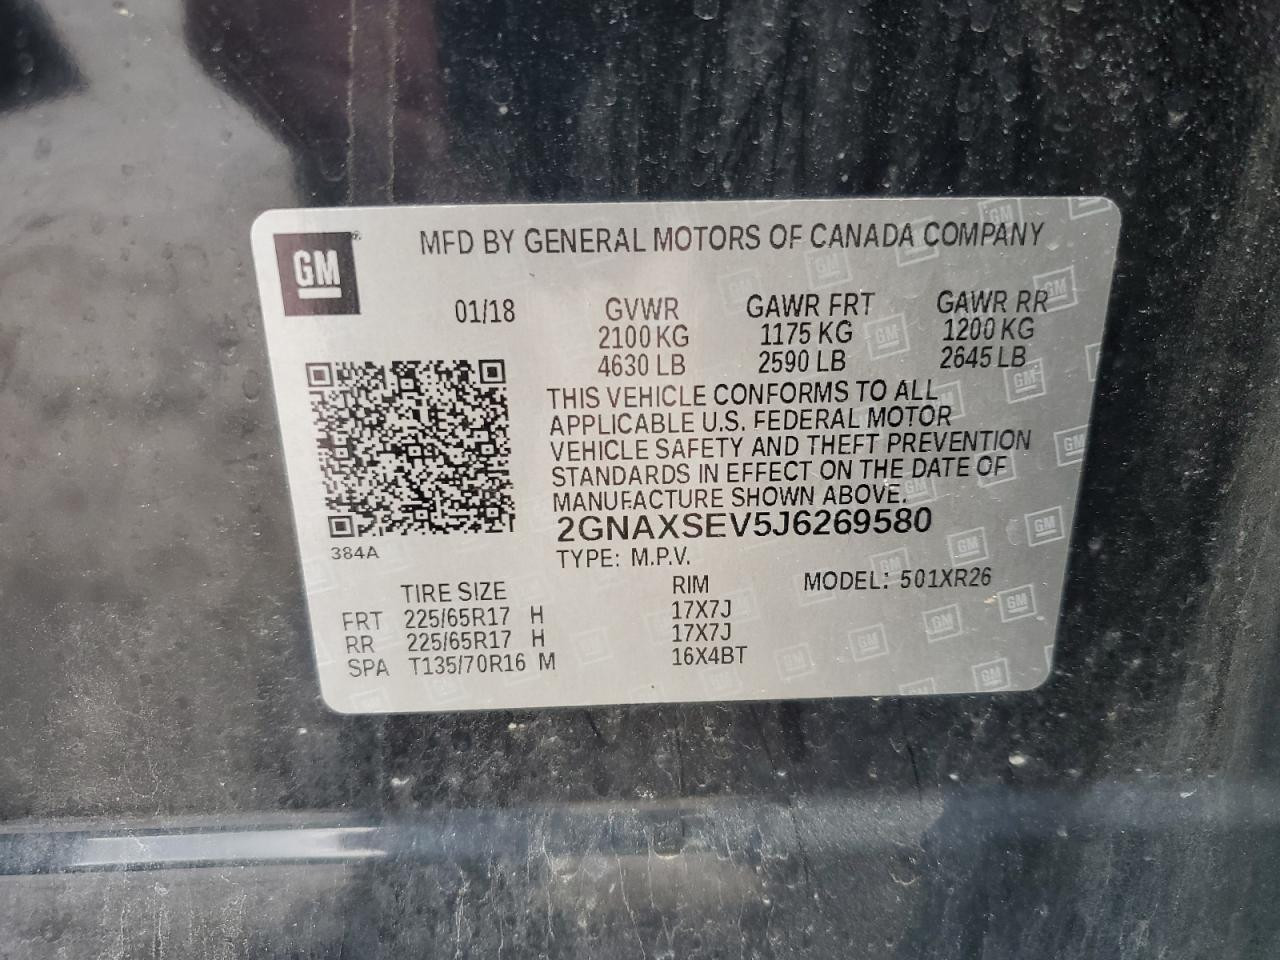 GM
MFD BY GENERAL MOTORS OF CANADA COMPANY
01/18 GVWR GAWR FRT GAWR RR
2100 KG 1175 KG 1200 KG
4630 LB 2590 LB 2645 LB
THIS VEHICLE CONFORMS TO ALL
APPLICABLE U.S. FEDERAL MOTOR
VEHICLE SAFETY AND THEFT PREVENTION
STANDARDS IN EFFECT ON THE DATE OF
MANUFACTURE SHOWN ABOVE.
2GNAXSEV5J6269580
384A
TYPE: M.P.V.
TIRE SIZE RIM MODEL: 501XR26
FRT 225/65R17 H 17X7J
RR 225/65R17 H 17X7J
SPA T135/70R16 M 16X4BT